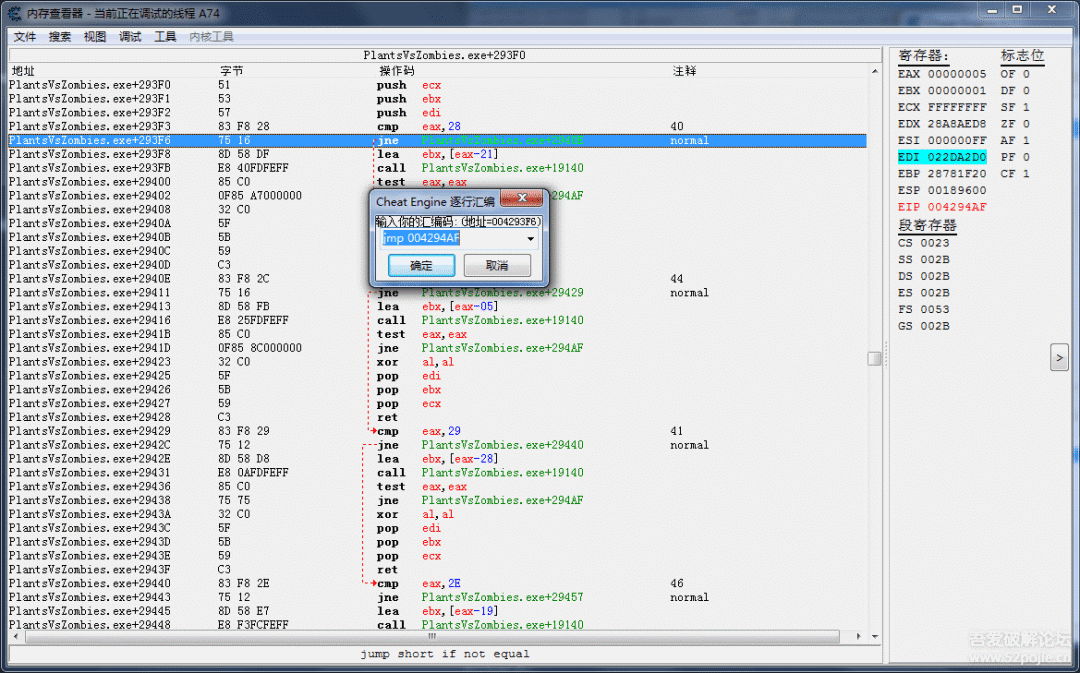 内存查看器 - 当前正在调试的线程 A74
文件 搜索 视图 调试 工具 内核工具
PlantsVsZombies.exe+293F0
地址 字节 操作码 注释
PlantsVsZombies.exe+293F0 51 push ecx
PlantsVsZombies.exe+293F1 53 push ebx
PlantsVsZombies.exe+293F2 57 push edi
PlantsVsZombies.exe+293F3 83 F8 28 cmp eax,28 40
PlantsVsZombies.exe+293F6 75 16 jne normal
PlantsVsZombies.exe+293F8 8D 58 DF lea ebx,[eax-21]
PlantsVsZombies.exe+293FB E8 40FDFEFF call PlantsVsZombies.exe+19140
PlantsVsZombies.exe+29400 85 C0 test eax,eax
PlantsVsZombies.exe+29402 0F85 A7000000 294AF
PlantsVsZombies.exe+29408 32 C0
PlantsVsZombies.exe+2940A 5F
PlantsVsZombies.exe+2940B 5B
PlantsVsZombies.exe+2940C 59
PlantsVsZombies.exe+2940D C3
PlantsVsZombies.exe+2940E 83 F8 2C 44
PlantsVsZombies.exe+29411 75 16 jne PlantsVsZombies.exe+29429 normal
PlantsVsZombies.exe+29413 8D 58 FB lea ebx,[eax-05]
PlantsVsZombies.exe+29416 E8 25FDFEFF call PlantsVsZombies.exe+19140
PlantsVsZombies.exe+2941B 85 C0 test eax,eax
PlantsVsZombies.exe+2941D 0F85 8C000000 jne PlantsVsZombies.exe+294AF
PlantsVsZombies.exe+29423 32 C0 xor al,al
PlantsVsZombies.exe+29425 5F pop edi
PlantsVsZombies.exe+29426 5B pop ebx
PlantsVsZombies.exe+29427 59 pop ecx
PlantsVsZombies.exe+29428 C3 ret
PlantsVsZombies.exe+29429 83 F8 29 cmp eax,29 41
PlantsVsZombies.exe+2942C 75 12 jne PlantsVsZombies.exe+29440 normal
PlantsVsZombies.exe+2942E 8D 58 D8 lea ebx,[eax-28]
PlantsVsZombies.exe+29431 E8 0AFDFEFF call PlantsVsZombies.exe+19140
PlantsVsZombies.exe+29436 85 C0 test eax,eax
PlantsVsZombies.exe+29438 75 75 jne PlantsVsZombies.exe+294AF
PlantsVsZombies.exe+2943A 32 C0 xor al,al
PlantsVsZombies.exe+2943C 5F pop edi
PlantsVsZombies.exe+2943D 5B pop ebx
PlantsVsZombies.exe+2943E 59 pop ecx
PlantsVsZombies.exe+2943F C3 ret
PlantsVsZombies.exe+29440 83 F8 2E cmp eax,2E 46
PlantsVsZombies.exe+29443 75 12 jne PlantsVsZombies.exe+29457 normal
PlantsVsZombies.exe+29445 8D 58 E7 lea ebx,[eax-19]
PlantsVsZombies.exe+29448 E8 F3FCFEFF call PlantsVsZombies.exe+19140
jump short if not equal
Cheat Engine 逐行汇编
输入你的汇编码:(地址=004293F6)
jmp 004294AF
确定 取消
寄存器: 标志位
EAX 00000005 OF 0
EBX 00000001 DF 0
ECX FFFFFFFF SF 1
EDX 28A8AED8 ZF 0
ESI 000000FF AF 1
EDI 022DA2D0 PF 0
EBP 28781F20 CF 1
ESP 00189600
EIP 004294AF
段寄存器
CS 0023
SS 002B
DS 002B
ES 002B
FS 0053
GS 002B
>
吾爱破解论坛
www.52pojie.cn